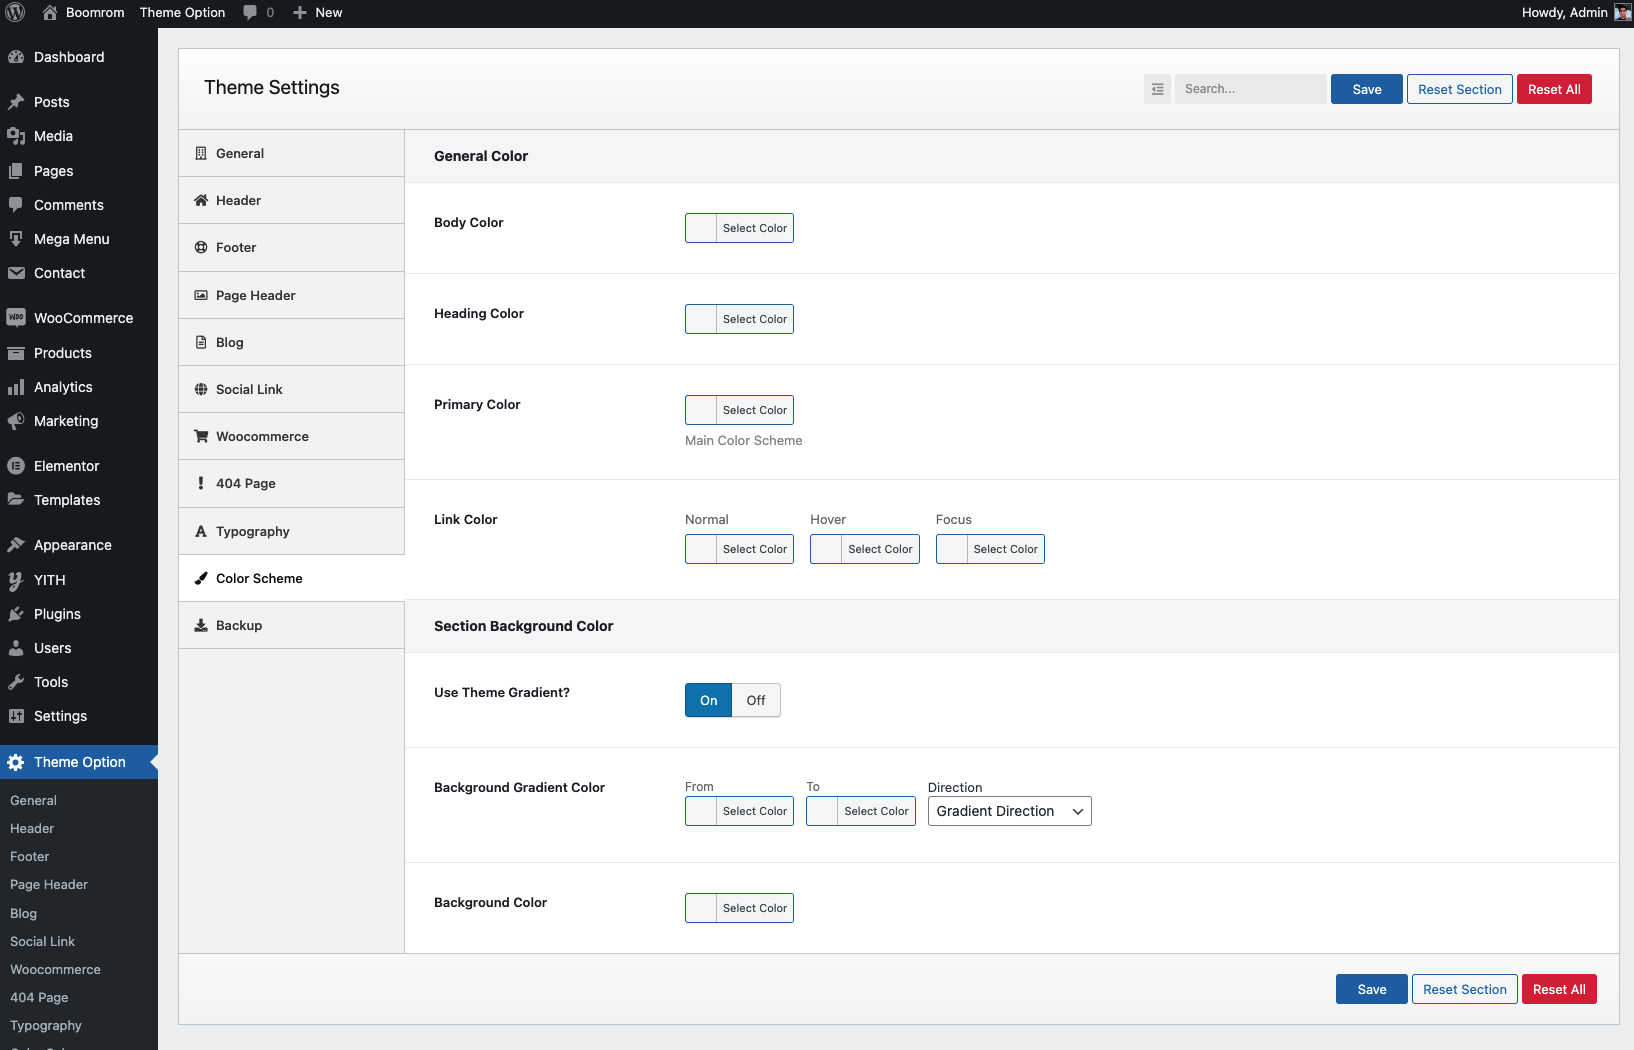 Boomrom
Theme Option
0
New
Howdy, Admin
Dashboard
Posts
Media
Pages
Comments
Mega Menu
Contact
WooCommerce
Products
Analytics
Marketing
Elementor
Templates
Appearance
YITH
Plugins
Users
Tools
Settings
Theme Option
General
Header
Footer
Page Header
Blog
Social Link
Woocommerce
404 Page
Typography
Theme Settings
Search...
Save
Reset Section
Reset All
General
Header
Footer
Page Header
Blog
Social Link
Woocommerce
404 Page
Typography
Color Scheme
Backup
General Color
Body Color
Select Color
Heading Color
Select Color
Primary Color
Select Color
Main Color Scheme
Link Color
Normal
Hover
Focus
Select Color
Select Color
Select Color
Section Background Color
Use Theme Gradient?
On
Off
Background Gradient Color
From
To
Direction
Select Color
Select Color
Gradient Direction
Background Color
Select Color
Save
Reset Section
Reset All